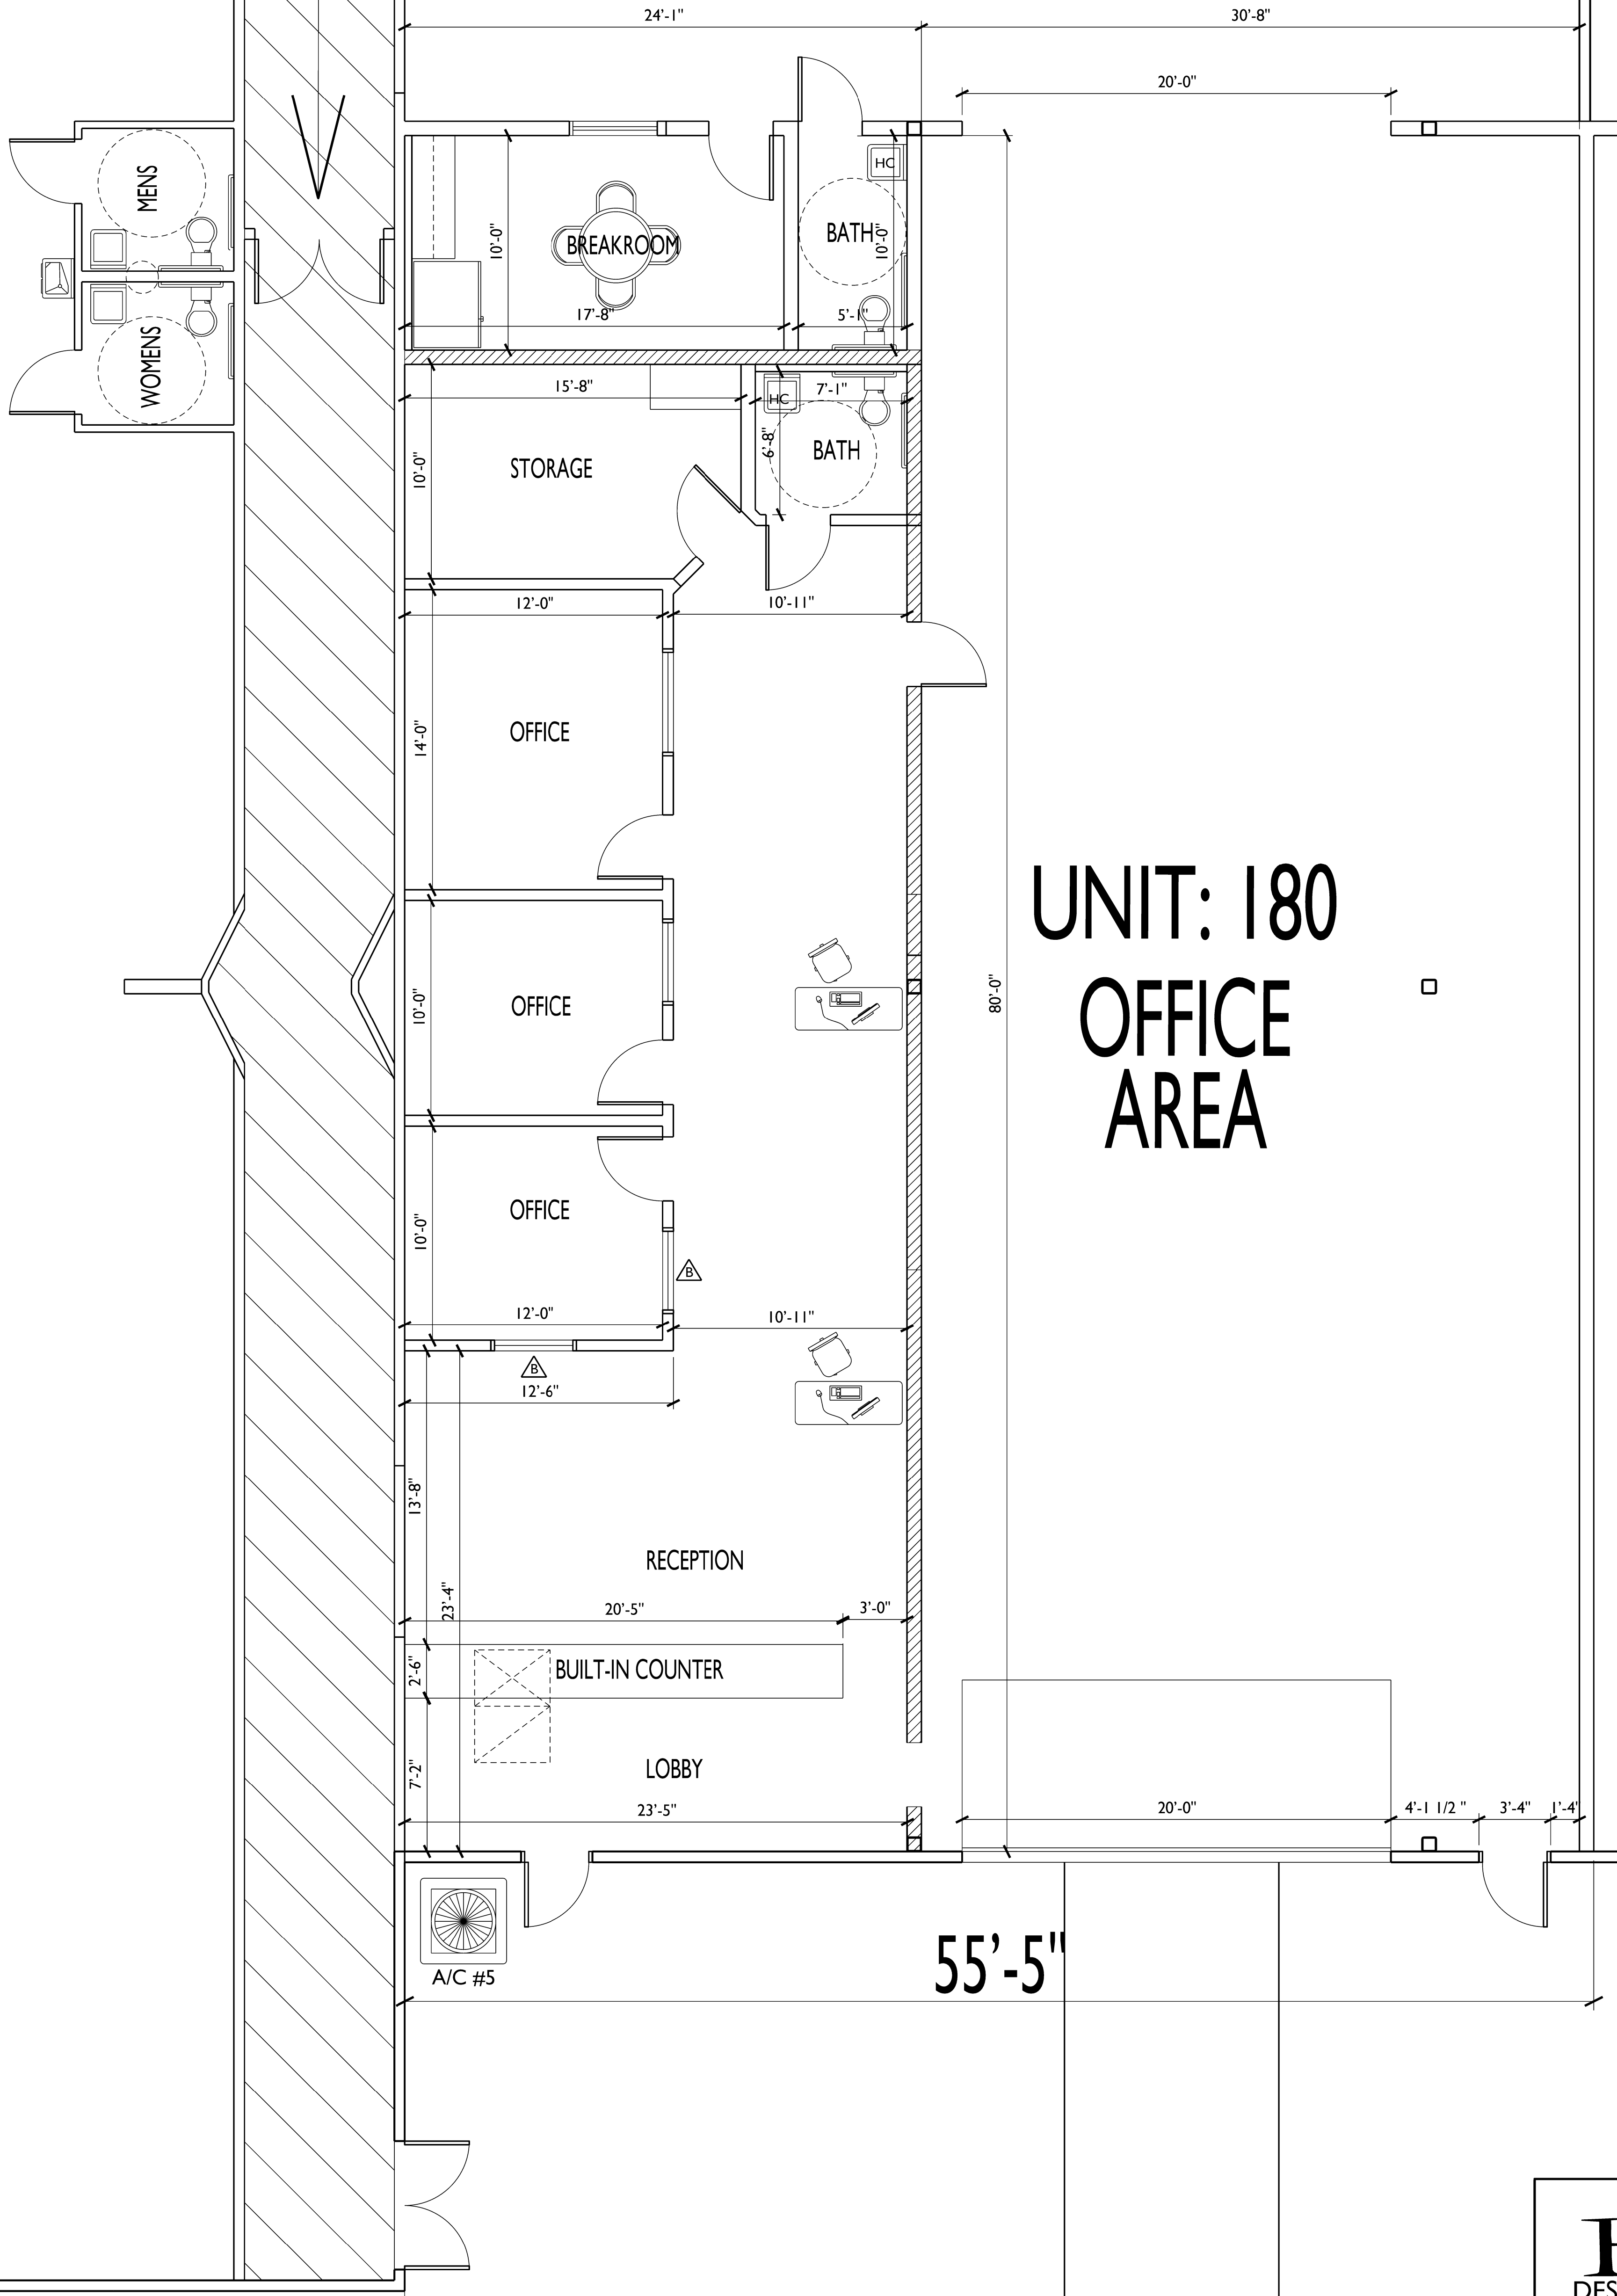 24'-1"
30'-8"
20'-0"
MENS
WOMENS
BREAKROOM
10'-0"
17'-8"
HC
BATH
10'-0"
5'-1"
15'-8"
HC
7'-1"
6'-8"
BATH
10'-0"
STORAGE
12'-0"
10'-11"
14'-0"
OFFICE
UNIT: 180
OFFICE
AREA
80'-0"
10'-0"
OFFICE
10'-0"
OFFICE
B
12'-0"
10'-11"
B
12'-6"
13'-8"
23'-4"
RECEPTION
20'-5"
3'-0"
2'-6"
BUILT-IN COUNTER
7'-2"
LOBBY
23'-5"
20'-0"
4'-1 1/2 "
3'-4"
1'-4"
A/C #5
55'-5"